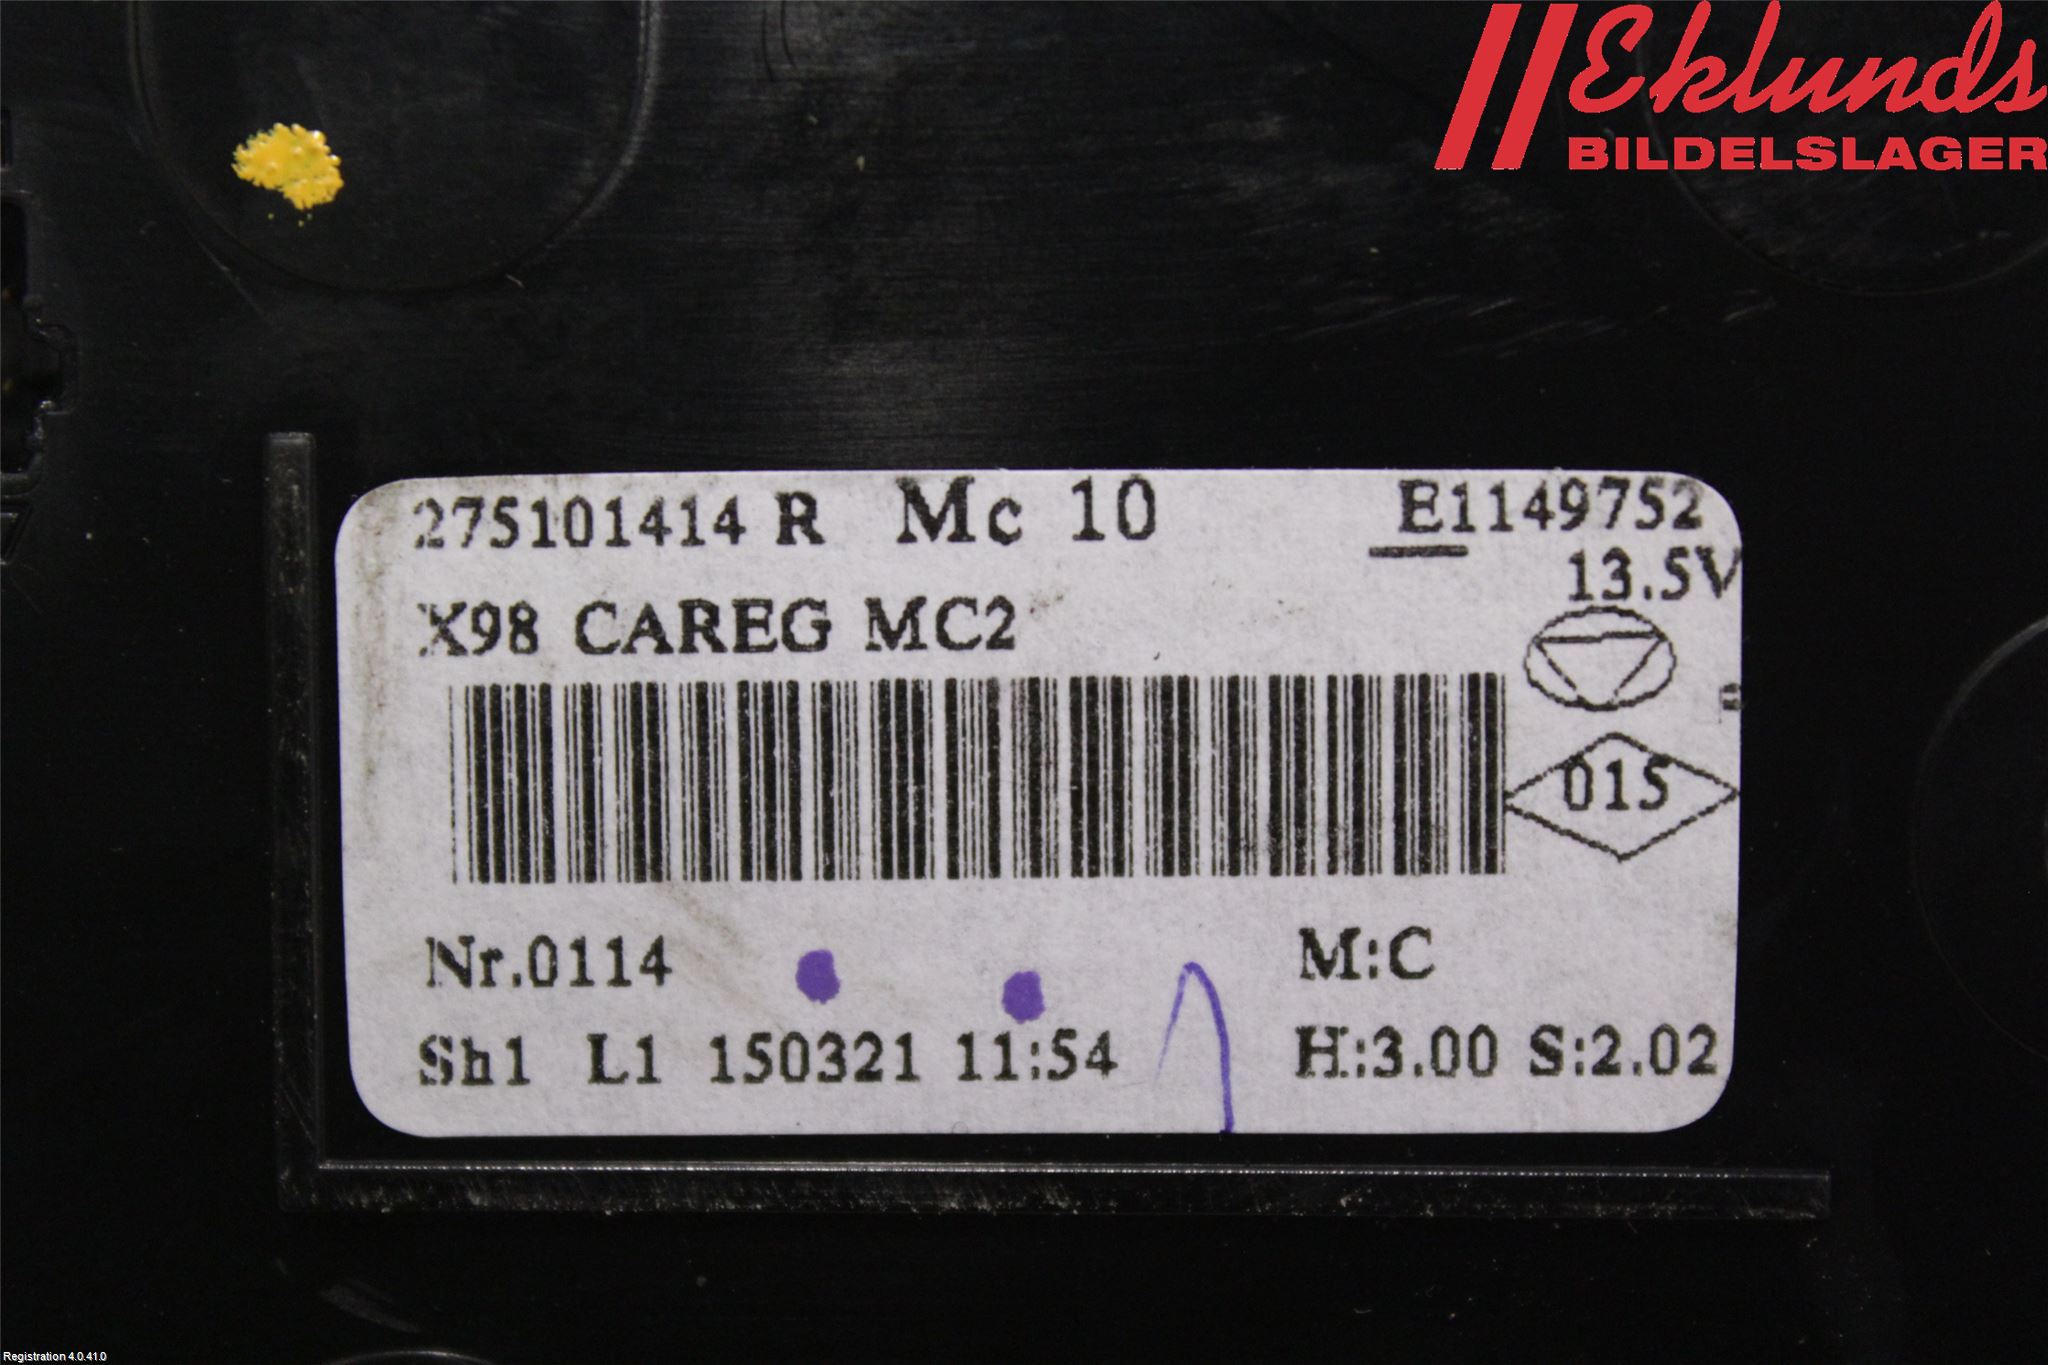 Eklunds
BILDELSLAGER
275101414 R Mc 10 E1149752
13.5V
X98 CAREG MC2
015
Nr.0114 M:C
Sh1 L1 150321 11:54 H:3.00 S:2.02
Registration 4.0.41.0